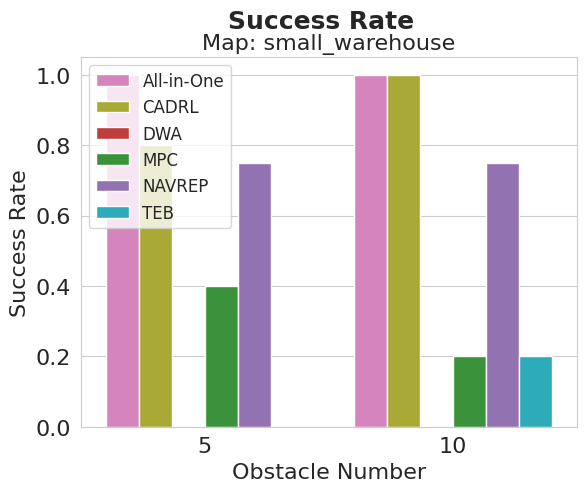 Success Rate
Map: small_warehouse
1.0
0.8
0.6
0.4
0.2
0.0
Success Rate
All-in-One
CADRL
DWA
MPC
NAVREP
TEB
5
10
Obstacle Number